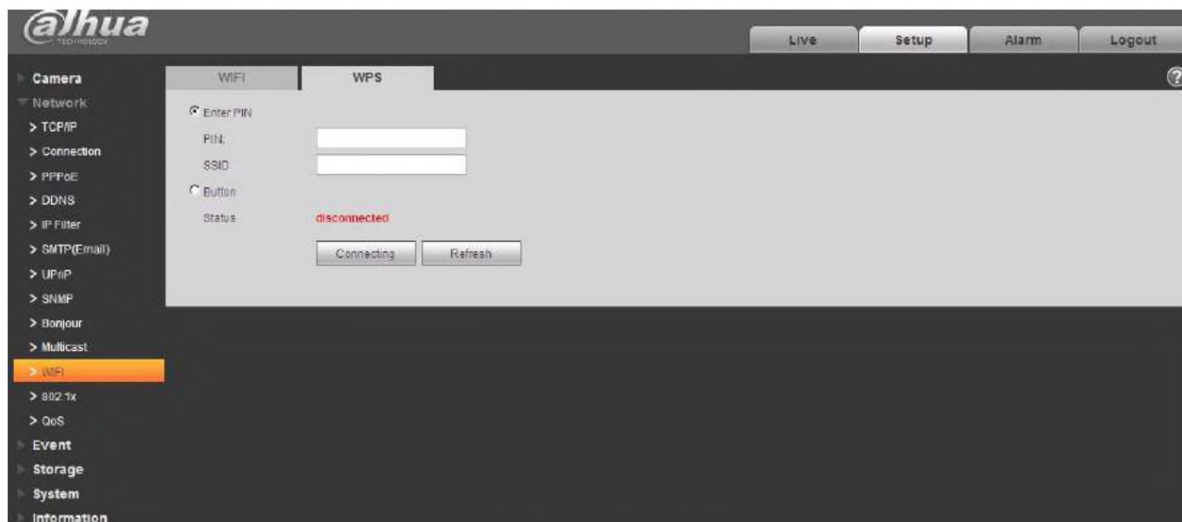 alhua
TECHNOLOGY
Live Setup Alarm Logout
Camera
WIFI WPS
?
Network
Enter PIN
> TCP/IP
PIN:
> Connection
SSID
> PPPoE
Button
> DDNS
Status disconnected
> IP Filter
> SMTP(Email)
Connecting Refresh
> UPnP
> SNMP
> Bonjour
> Multicast
> WIFI
> 802.1x
> QoS
Event
Storage
System
Information